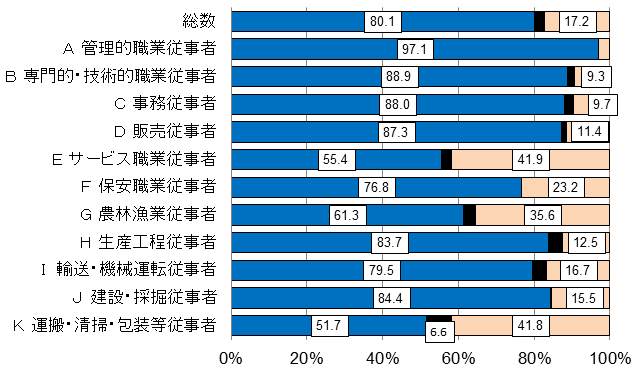 総数 80.1 17.2
A 管理的職業従事者 97.1
B 専門的・技術的職業従事者 88.9 9.3
C 事務従事者 88.0 9.7
D 販売従事者 87.3 11.4
E サービス職業従事者 55.4 41.9
F 保安職業従事者 76.8 23.2
G 農林漁業従事者 61.3 35.6
H 生産工程従事者 83.7 12.5
I 輸送・機械運転従事者 79.5 16.7
J 建設・採掘従事者 84.4 15.5
K 運搬・清掃・包装等従事者 51.7 6.6 41.8
0% 20% 40% 60% 80% 100%